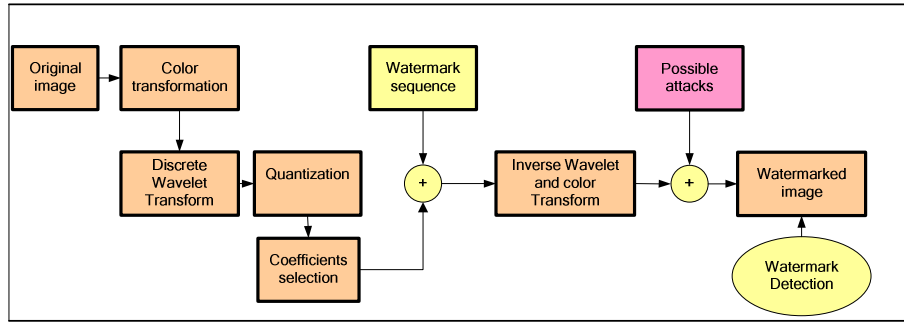 Original
image
Color
transformation
Watermark
sequence
Possible
attacks
Discrete
Wavelet
Transform
Quantization
+
Inverse Wavelet
and color
Transform
+
Watermarked
image
Coefficients
selection
Watermark
Detection